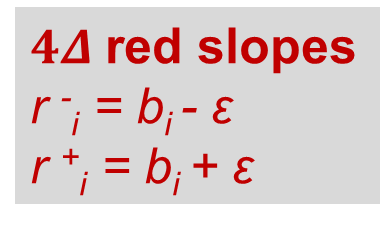 4Δ red slopes
r⁻ᵢ = bᵢ - ε
r⁺ᵢ = bᵢ + ε